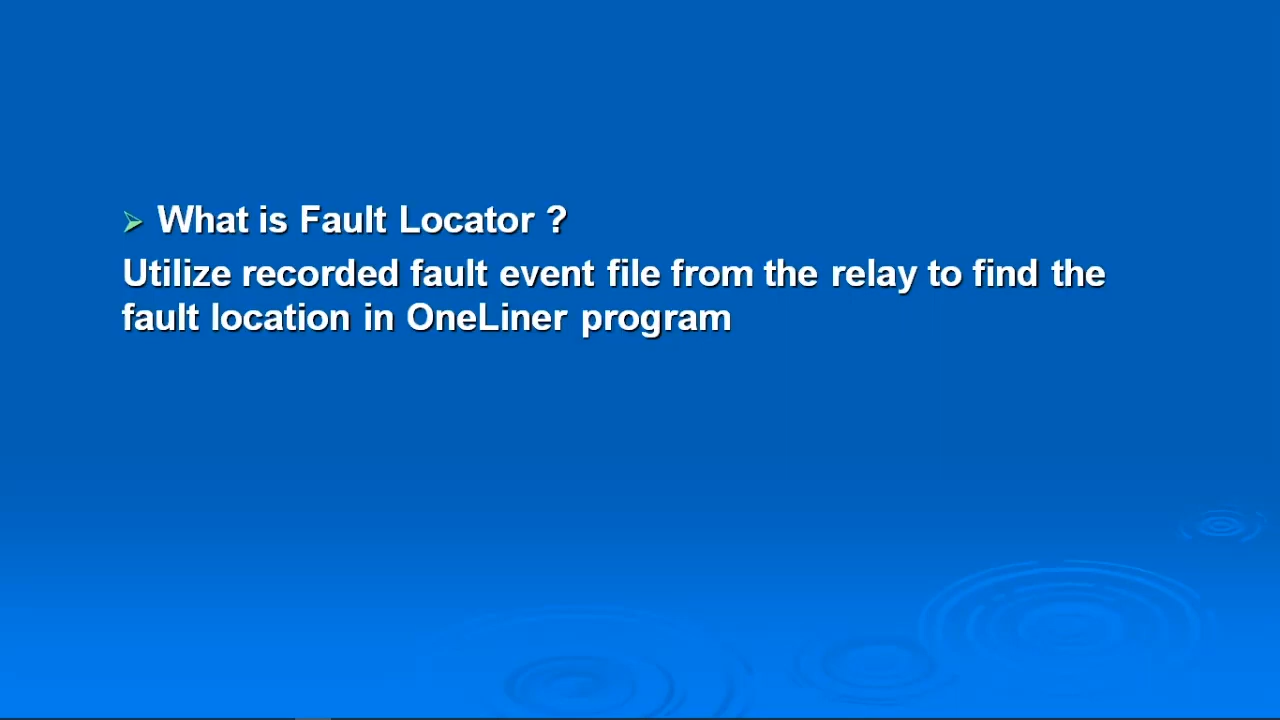 What is Fault Locator ?
Utilize recorded fault event file from the relay to find the
fault location in OneLiner program